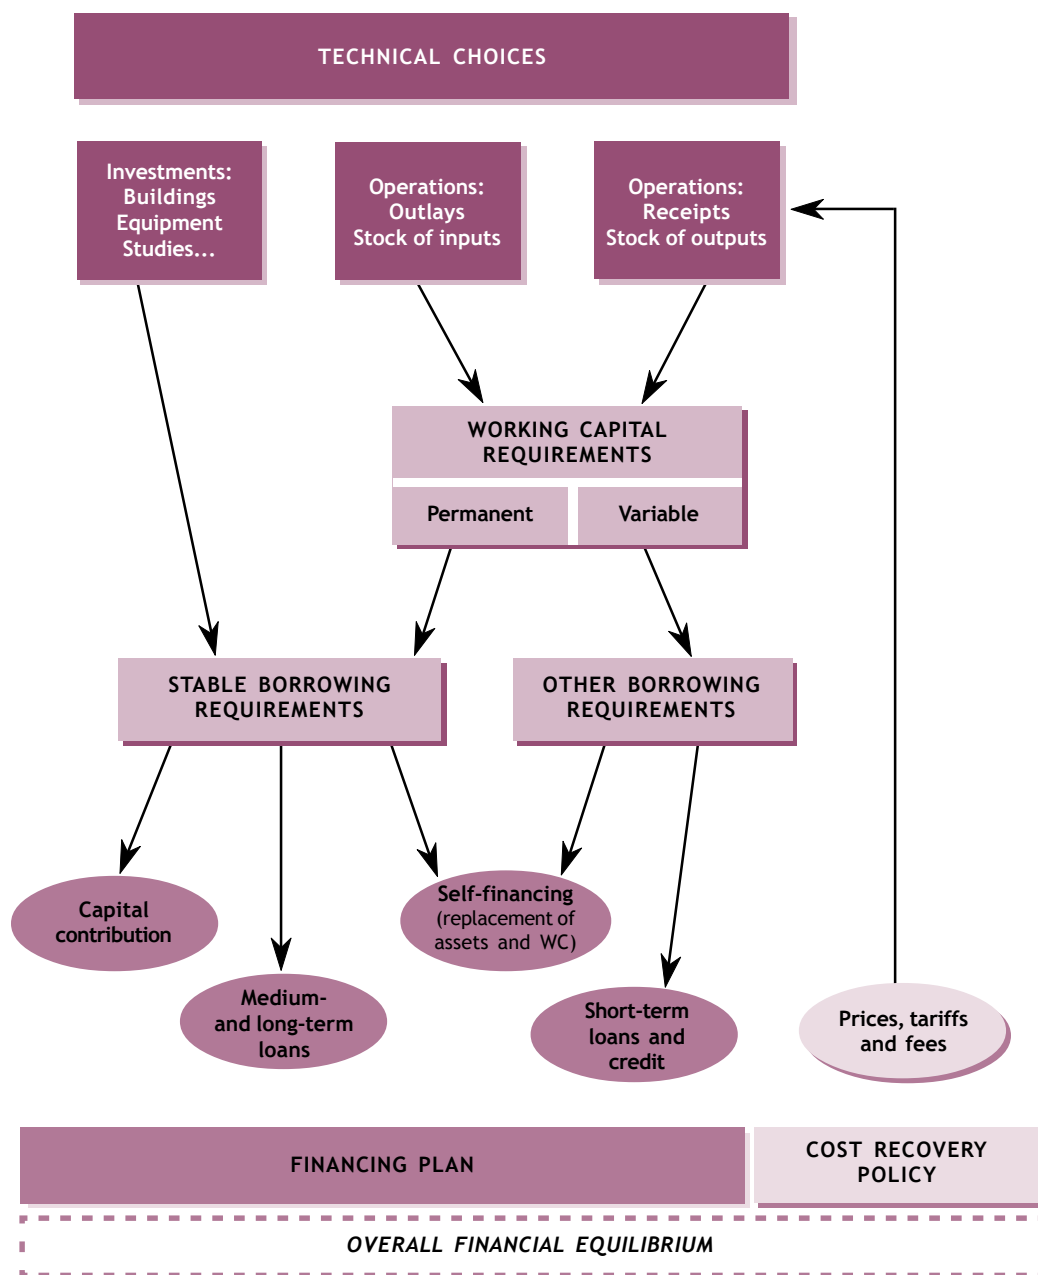 TECHNICAL CHOICES
Investments:
Buildings
Equipment
Studies...
Operations:
Outlays
Stock of inputs
Operations:
Receipts
Stock of outputs
WORKING CAPITAL
REQUIREMENTS
Permanent
Variable
STABLE BORROWING
REQUIREMENTS
OTHER BORROWING
REQUIREMENTS
Capital
contribution
Medium-
and long-term
loans
Self-financing
(replacement of
assets and WC)
Short-term
loans and
credit
Prices, tariffs
and fees
FINANCING PLAN
COST RECOVERY
POLICY
OVERALL FINANCIAL EQUILIBRIUM